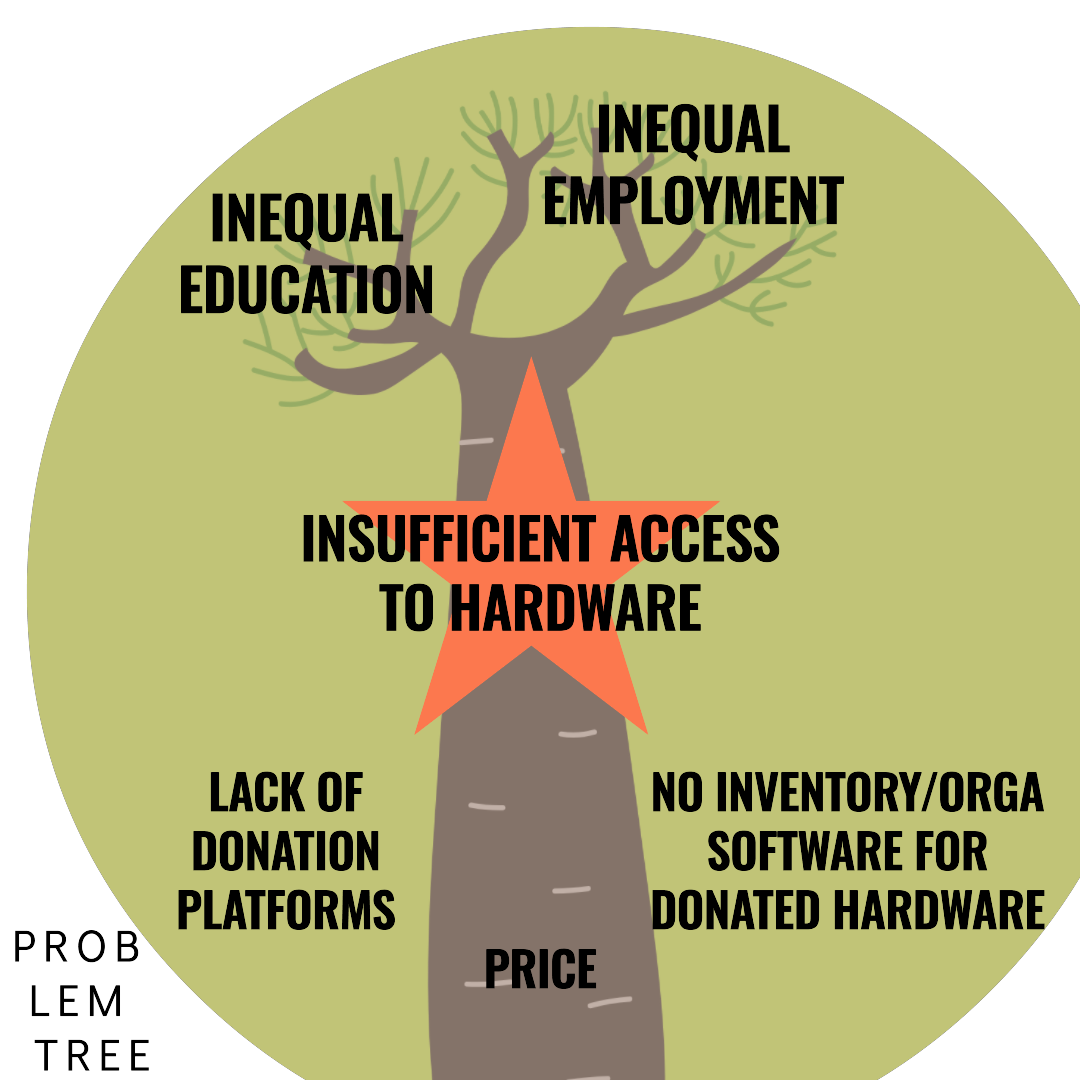 INEQUAL
EMPLOYMENT
INEQUAL
EDUCATION
INSUFFICIENT ACCESS
TO HARDWARE
LACK OF
DONATION
PLATFORMS
NO INVENTORY/ORGA
SOFTWARE FOR
DONATED HARDWARE
PRICE
PROB
LEM
TREE